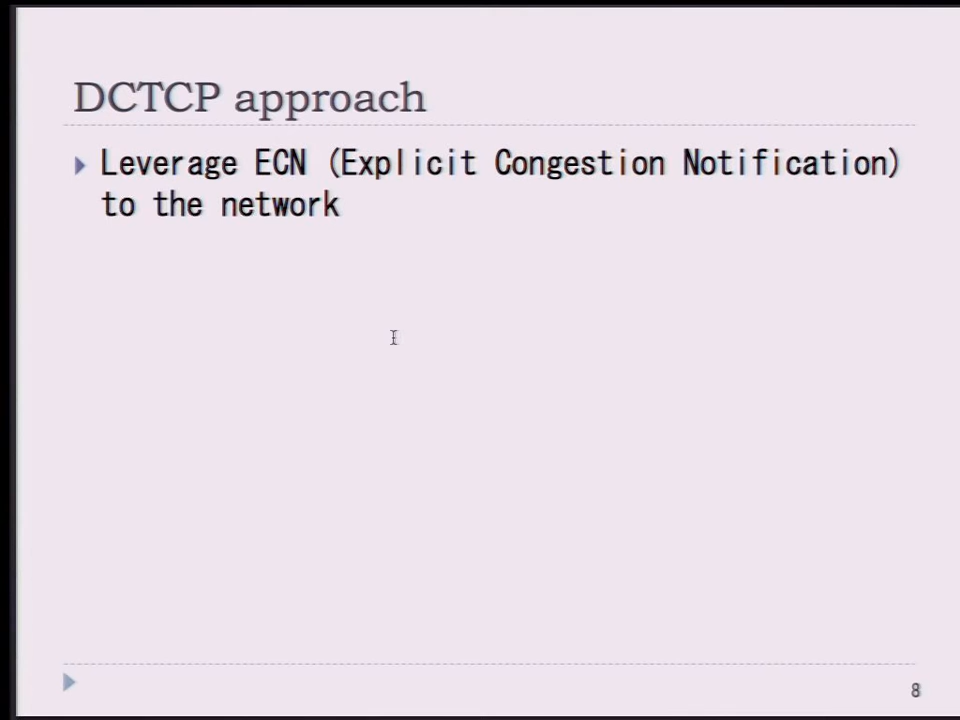 DCTCP approach
Leverage ECN (Explicit Congestion Notification)
to the network
8